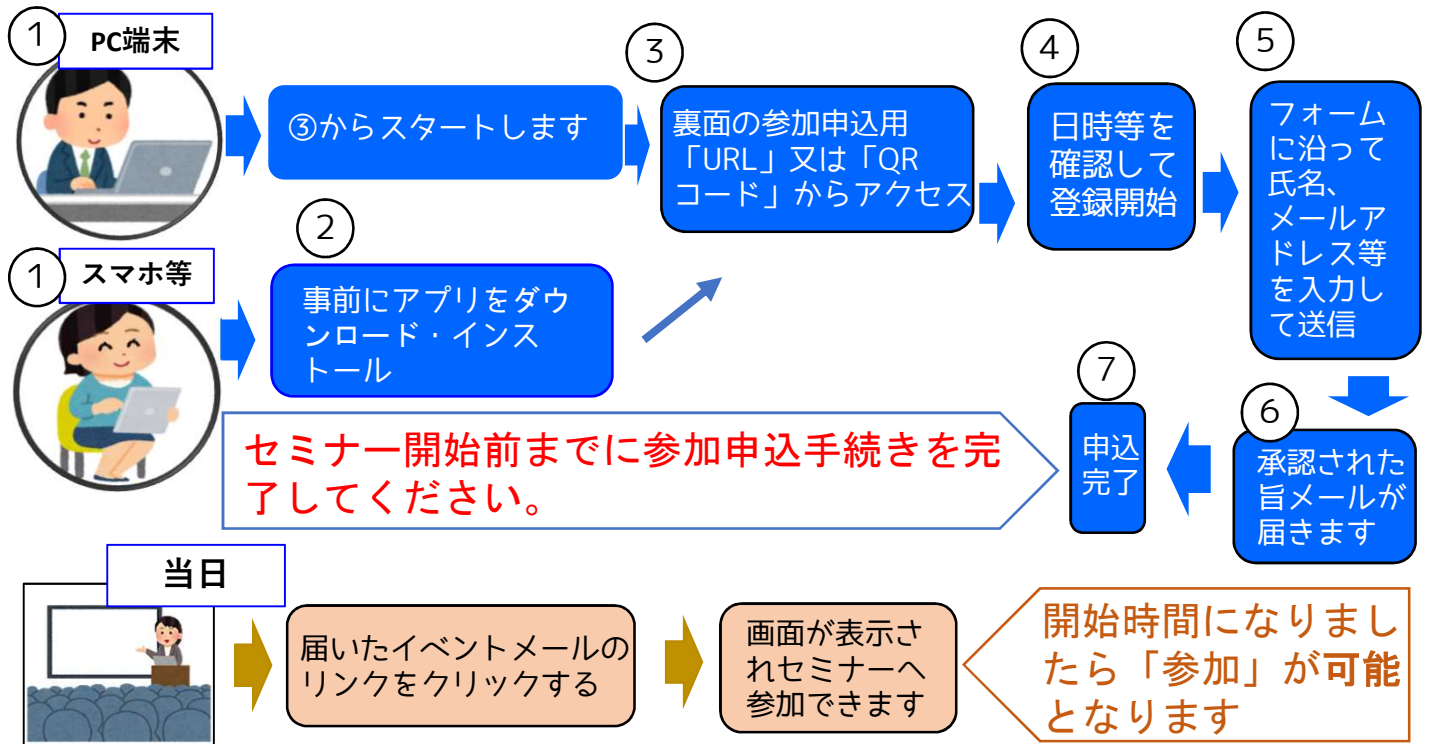 ①
PC端末
③からスタートします
③
裏面の参加申込用
「URL」又は「QR
コード」からアクセス
④
日時等を
確認して
登録開始
⑤
フォーム
に沿って
氏名、
メールア
ドレス等
を入力し
て送信
①
スマホ等
②
事前にアプリをダウ
ンロード・インス
トール
⑥
承認された
旨メールが
届きます
⑦
申込
完了
セミナー開始前までに参加申込手続きを完
了してください。
当日
届いたイベントメールの
リンクをクリックする
画面が表示さ
れセミナーへ
参加できます
開始時間になりまし
たら「参加」が可能
となります